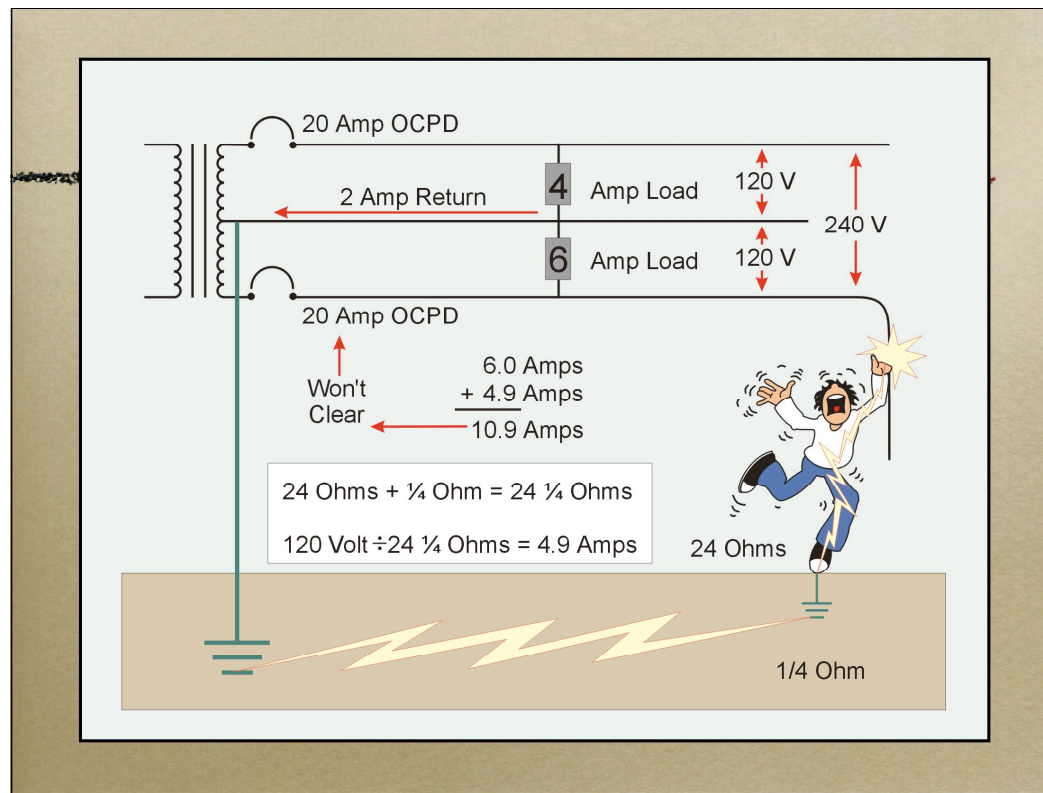 20 Amp OCPD
2 Amp Return
4 Amp Load
120 V
240 V
6 Amp Load
120 V
20 Amp OCPD
Won't
Clear
6.0 Amps
+ 4.9 Amps
10.9 Amps
24 Ohms + ¼ Ohm = 24 ¼ Ohms
120 Volt ÷24 ¼ Ohms = 4.9 Amps
24 Ohms
1/4 Ohm